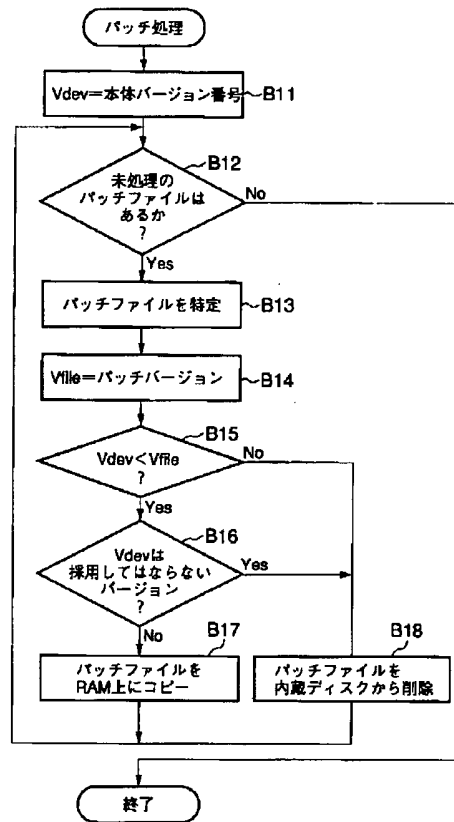 パッチ処理
Vdev=本体バージョン番号
B11
B12
未処理の
パッチファイルは
あるか
?
No
Yes
パッチファイルを特定
B13
Vfile=パッチバージョン
B14
B15
Vdev<Vfile
?
No
Yes
B16
Vdevは
採用してはならない
バージョン
?
Yes
No
B17
パッチファイルを
RAM上にコピー
B18
パッチファイルを
内蔵ディスクから削除
終了